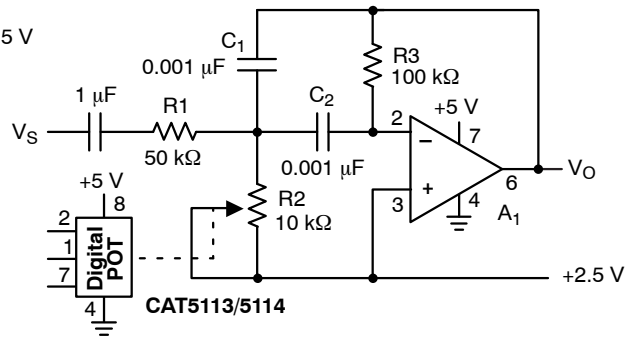 5 V
C1
0.001 μF
R3
100 kΩ
1 μF
R1
C2
+5 V
VS
2
7
–
50 kΩ
0.001 μF
6
VO
+5 V
+
3
4
A1
8
R2
10 kΩ
2
1
7
Digital
POT
+2.5 V
4
CAT5113/5114